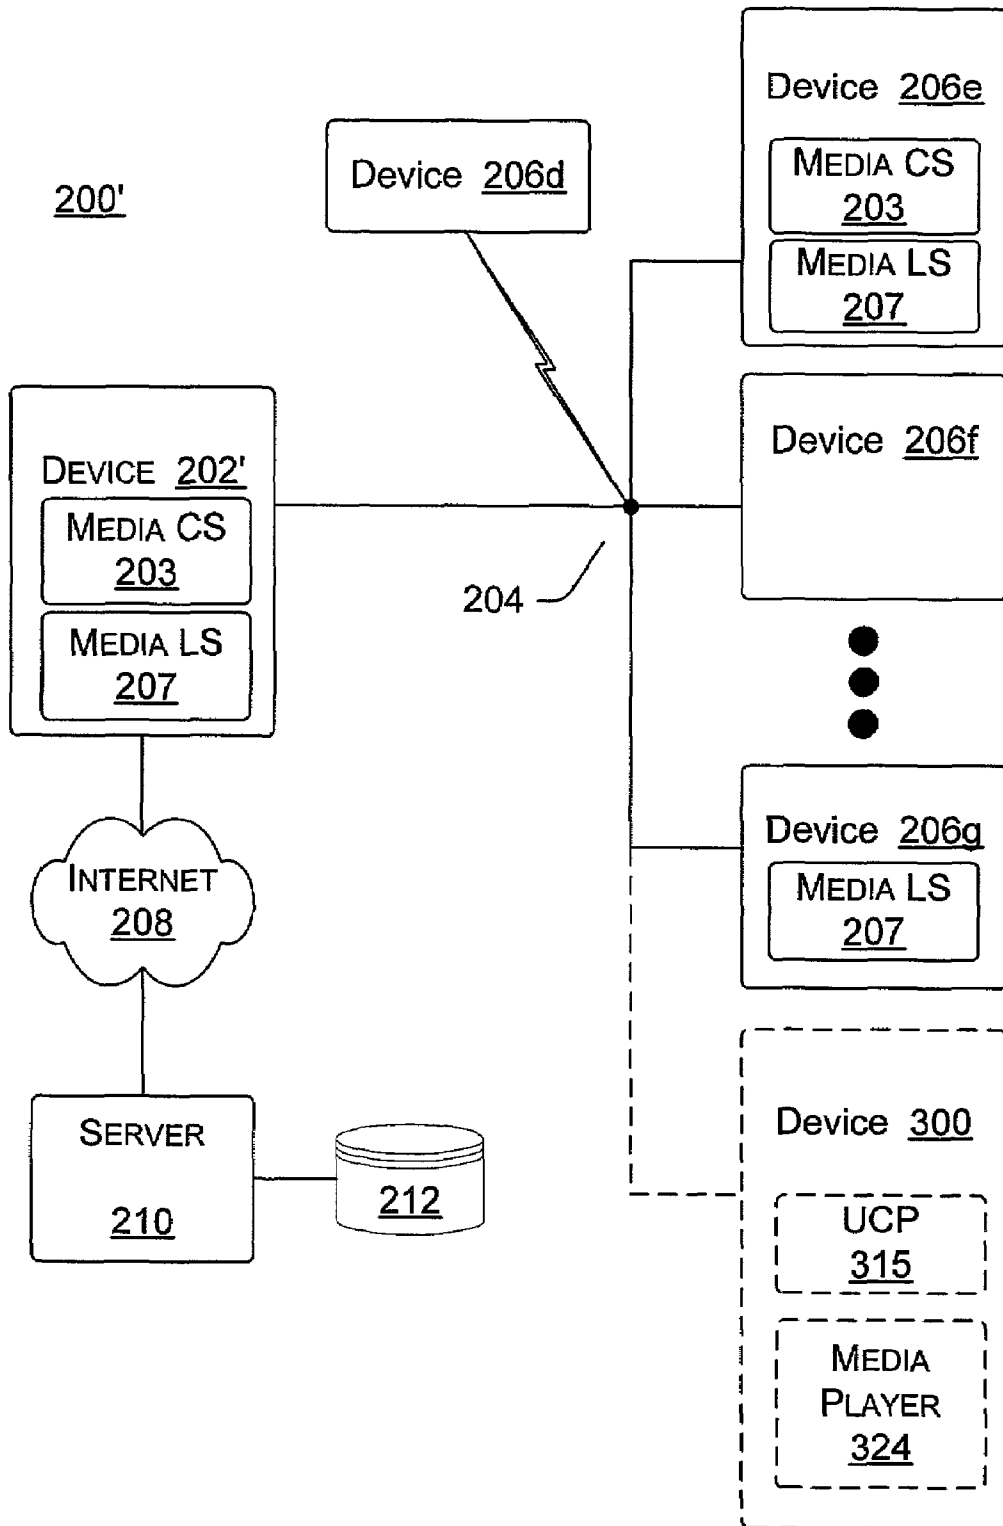 200'
Device 206d
Device 206e
MEDIA CS
203
MEDIA LS
207
Device 206f
DEVICE 202'
MEDIA CS
203
MEDIA LS
207
204
Device 206g
MEDIA LS
207
INTERNET
208
SERVER
210
212
Device 300
UCP
315
MEDIA
PLAYER
324